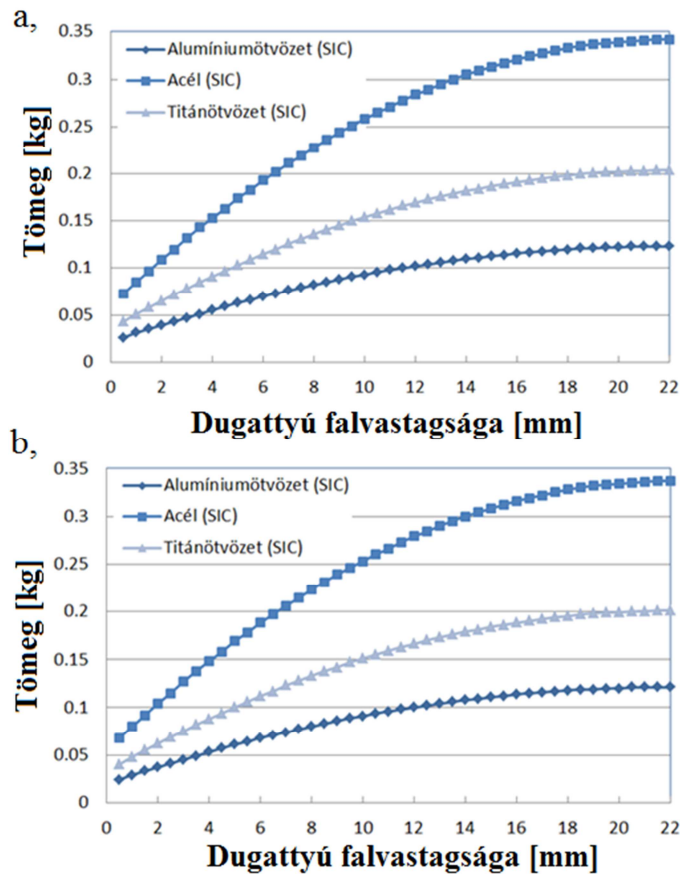 a,
0.35
0.3
0.25
0.2
0.15
0.1
0.05
0
Tömeg [kg]
Alumíniumötvözet (SIC)
Acél (SIC)
Titánötvözet (SIC)
0 2 4 6 8 10 12 14 16 18 20 22
Dugattyú falvastagsága [mm]
b,
0.35
0.3
0.25
0.2
0.15
0.1
0.05
0
Tömeg [kg]
Alumíniumötvözet (SIC)
Acél (SIC)
Titánötvözet (SIC)
0 2 4 6 8 10 12 14 16 18 20 22
Dugattyú falvastagsága [mm]